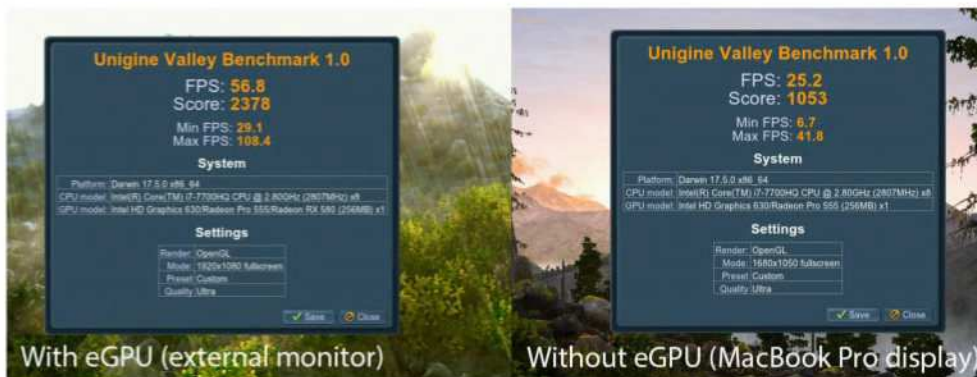 Unigine Valley Benchmark 1.0
FPS: 56.8
Score: 2378
Min FPS: 29.1
Max FPS: 108.4
System
Platform: Darwin 17.5.0 x86_64
CPU model: Intel(R) Core(TM) i7-7700HQ CPU @ 2.80GHz (2807MHz) x8
GPU model: Intel HD Graphics 630/Radeon Pro 555/Radeon RX 580 (256MB) x1
Settings
Render: OpenGL
Mode: 1920x1080 fullscreen
Preset: Custom
Quality: Ultra
Save
Close
With eGPU (external monitor)
Unigine Valley Benchmark 1.0
FPS: 25.2
Score: 1053
Min FPS: 6.7
Max FPS: 41.8
System
Platform: Darwin 17.5.0 x86_64
CPU model: Intel(R) Core(TM) i7-7700HQ CPU @ 2.80GHz (2807MHz) x8
GPU model: Intel HD Graphics 630/Radeon Pro 555 (256MB) x1
Settings
Render: OpenGL
Mode: 1680x1050 fullscreen
Preset: Custom
Quality: Ultra
Save
Close
Without eGPU (MacBook Pro display)